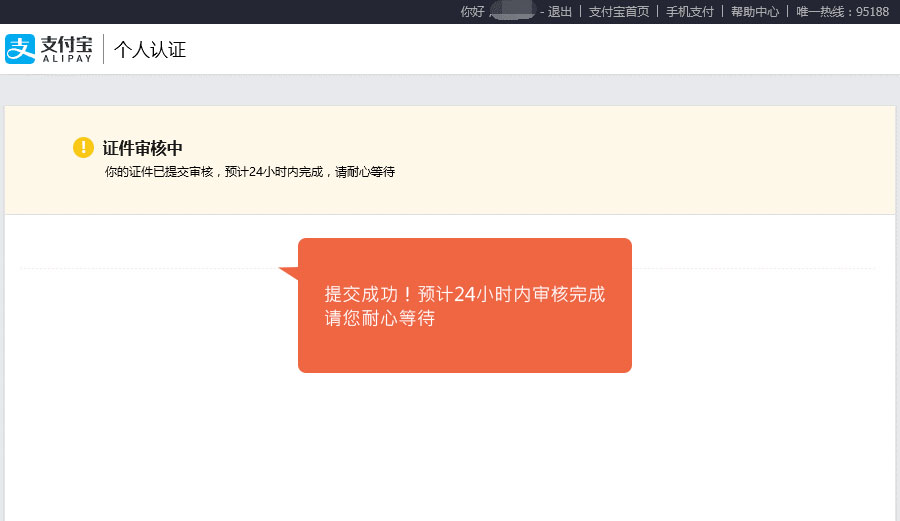 你好， - 退出 | 支付宝首页 | 手机支付 | 帮助中心 | 唯一热线：95188
支 支付宝 ALIPAY 个人认证
! 证件审核中
你的证件已提交审核，预计24小时内完成，请耐心等待
提交成功！预计24小时内审核完成
请您耐心等待